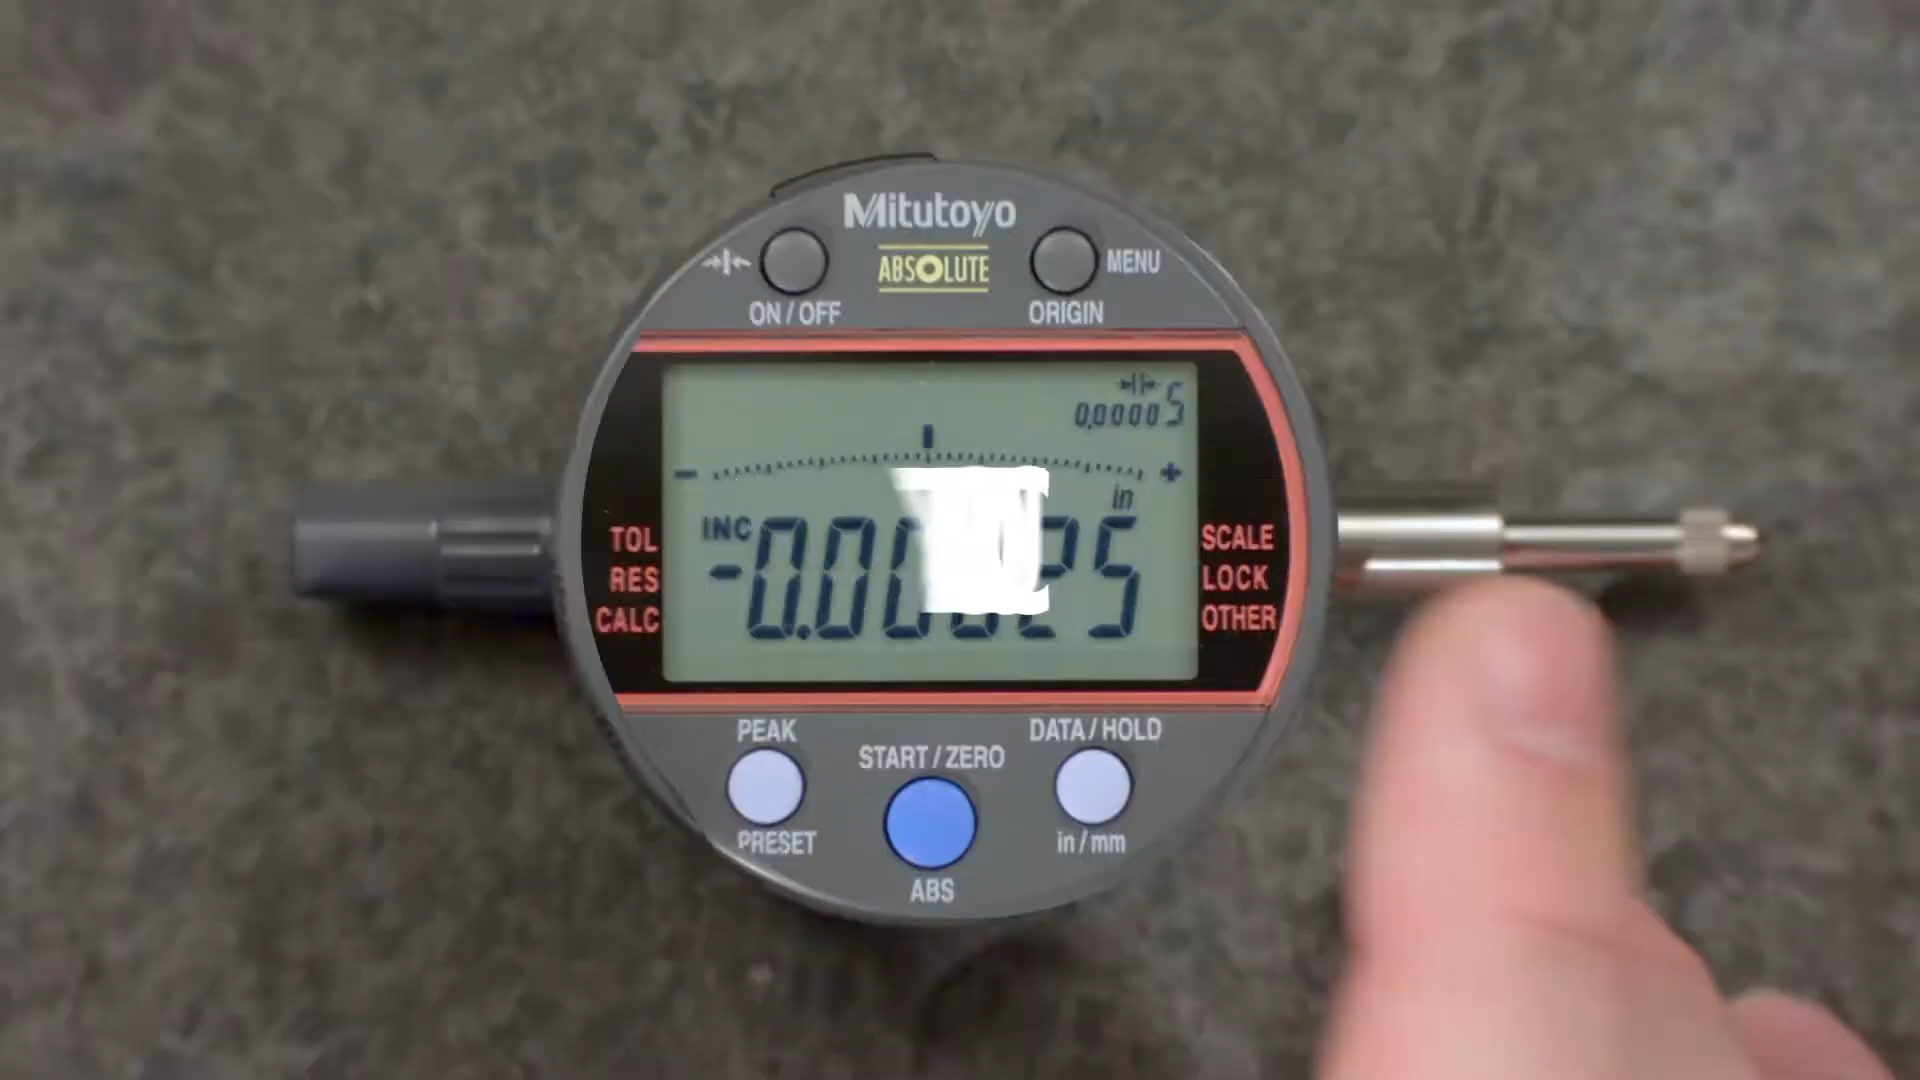 Mitutoyo
ABSOLUTE
MENU
ON / OFF
ORIGIN
0.00005
in
INC
TOL
RES
CALC
SCALE
LOCK
OTHER
PEAK
START / ZERO
DATA / HOLD
PRESET
in / mm
ABS